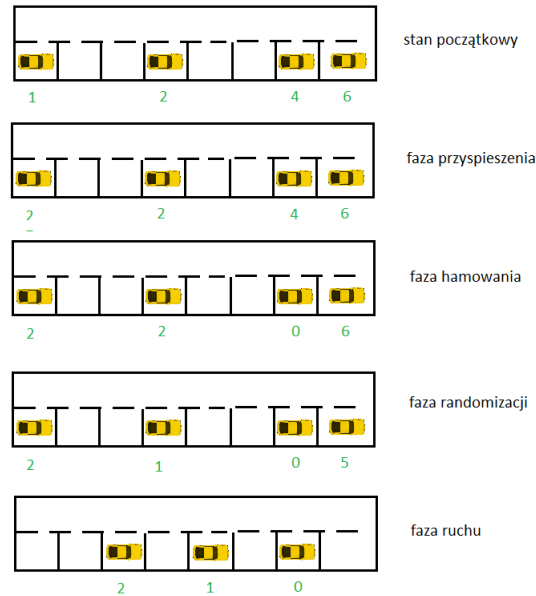 stan początkowy
1 2 4 6
faza przyspieszenia
2 2 4 6
faza hamowania
2 2 0 6
faza randomizacji
2 1 0 5
faza ruchu
2 1 0